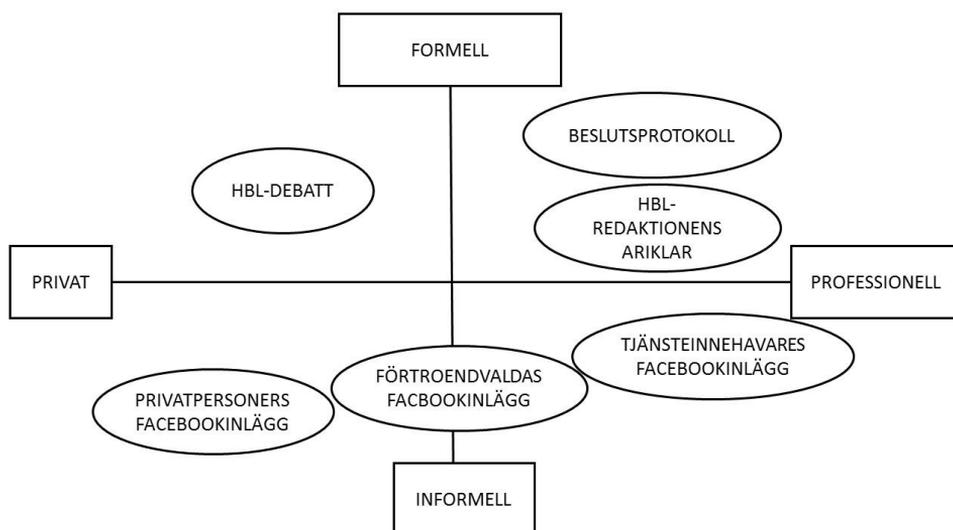 FORMELL
BESLUTSPROTOKOLL
HBL-DEBATT
HBL-
REDAKTIONENS
ARIKLAR
PRIVAT
PROFESSIONELL
TJÄNSTEINNEHAVARES
FACEBOOKINLÄGG
FÖRTROENDVALDAS
FACBOOKINLÄGG
PRIVATPERSONERS
FACEBOOKINLÄGG
INFORMELL